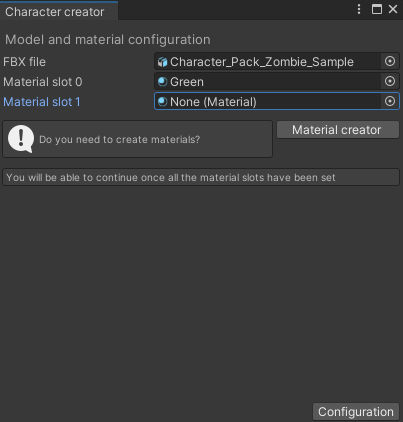 Character creator
Model and material configuration
FBX file Character_Pack_Zombie_Sample
Material slot 0 Green
Material slot 1 None (Material)
Do you need to create materials? Material creator
You will be able to continue once all the material slots have been set
Configuration